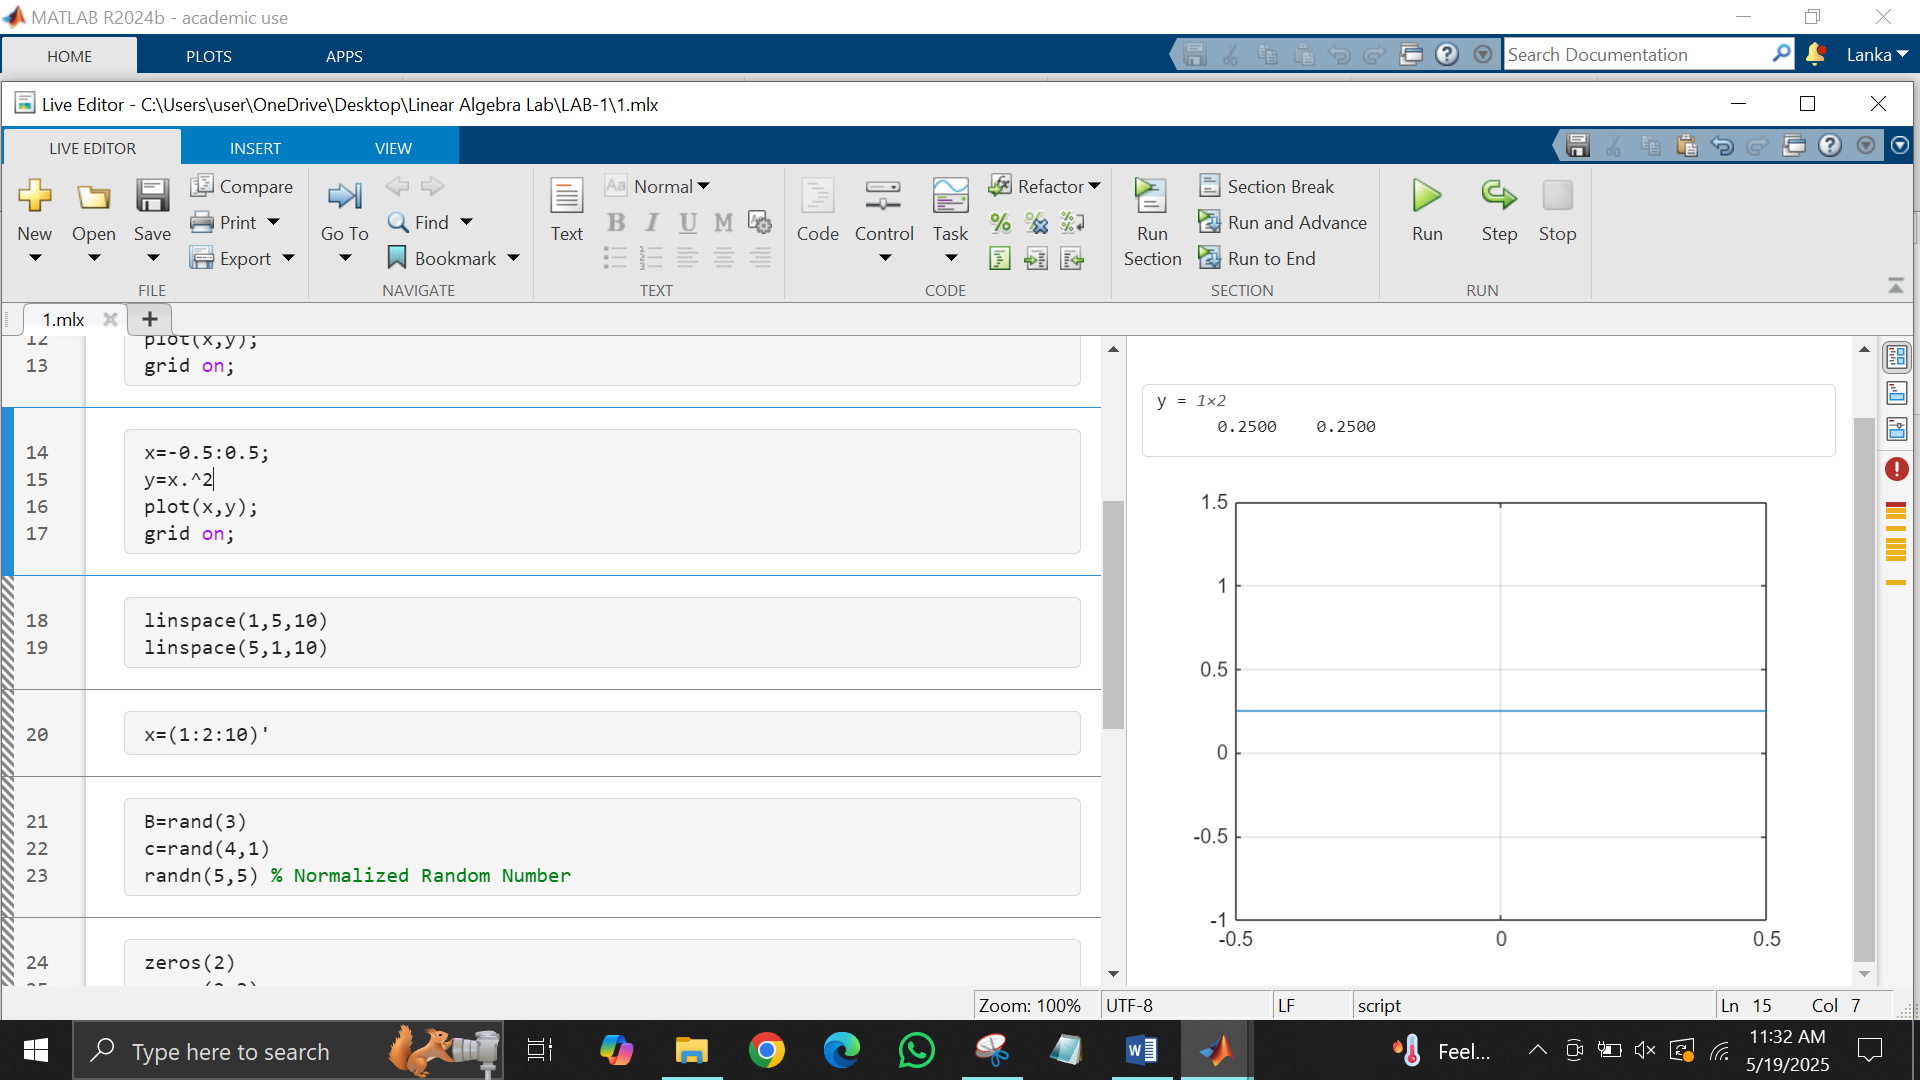 MATLAB R2024b - academic use
HOME PLOTS APPS
Search Documentation
Lanka
Live Editor - C:\Users\user\OneDrive\Desktop\Linear Algebra Lab\LAB-1\1.mlx
LIVE EDITOR INSERT VIEW
New Open Save
Compare
Print
Export
FILE
Go To
Find
Bookmark
NAVIGATE
Text
Normal
B I U M
TEXT
Code Control Task
Refactor
CODE
Run Section
Section Break
Run and Advance
Run to End
SECTION
Run Step Stop
RUN
1.mlx
12 plot(x,y);
13 grid on;
14 x=-0.5:0.5;
15 y=x.^2
16 plot(x,y);
17 grid on;
18 linspace(1,5,10)
19 linspace(5,1,10)
20 x=(1:2:10)'
21 B=rand(3)
22 c=rand(4,1)
23 randn(5,5) % Normalized Random Number
24 zeros(2)
y = 1×2
0.2500 0.2500
1.5
1
0.5
0
-0.5
-1
-0.5 0 0.5
Zoom: 100% UTF-8 LF script Ln 15 Col 7
Type here to search
Feel...
11:32 AM
5/19/2025